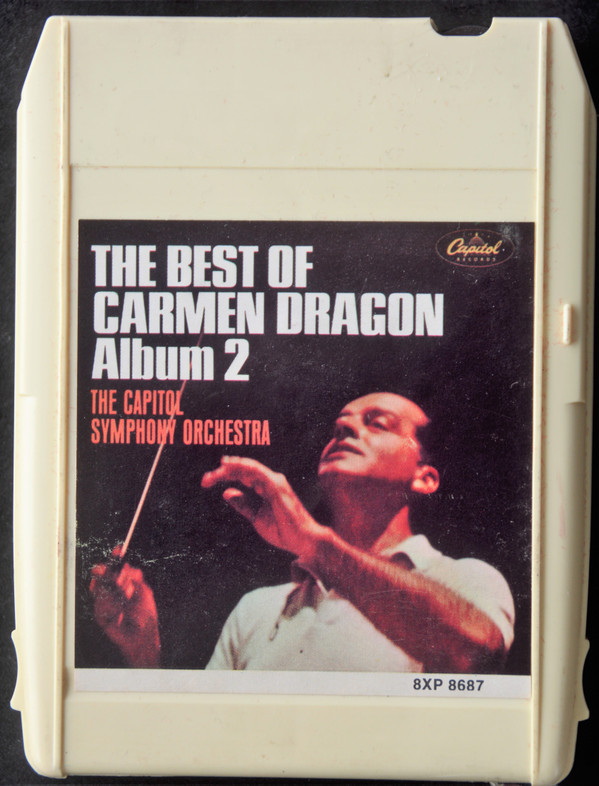 Capitol
RECORDS
THE BEST OF
CARMEN DRAGON
Album 2
THE CAPITOL
SYMPHONY ORCHESTRA
8XP 8687